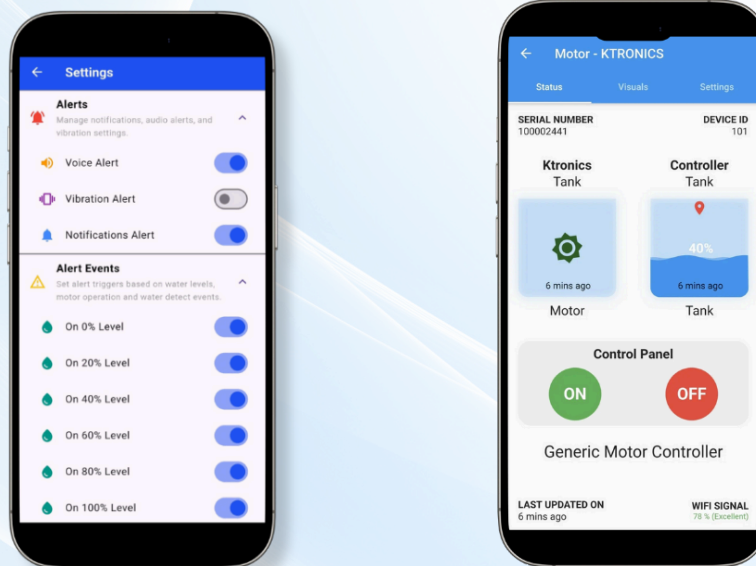 Settings
Alerts
Manage notifications, audio alerts, and
vibration settings.
Voice Alert
Vibration Alert
Notifications Alert
Alert Events
Set alert triggers based on water levels,
motor operation and water detect events.
On 0% Level
On 20% Level
On 40% Level
On 60% Level
On 80% Level
On 100% Level
Motor - KTRONICS
Status Visuals Settings
SERIAL NUMBER DEVICE ID
100002441 101
Ktronics Controller
Tank Tank
40%
6 mins ago 6 mins ago
Motor Tank
Control Panel
ON OFF
Generic Motor Controller
LAST UPDATED ON WIFI SIGNAL
6 mins ago 78 % (Excellent)